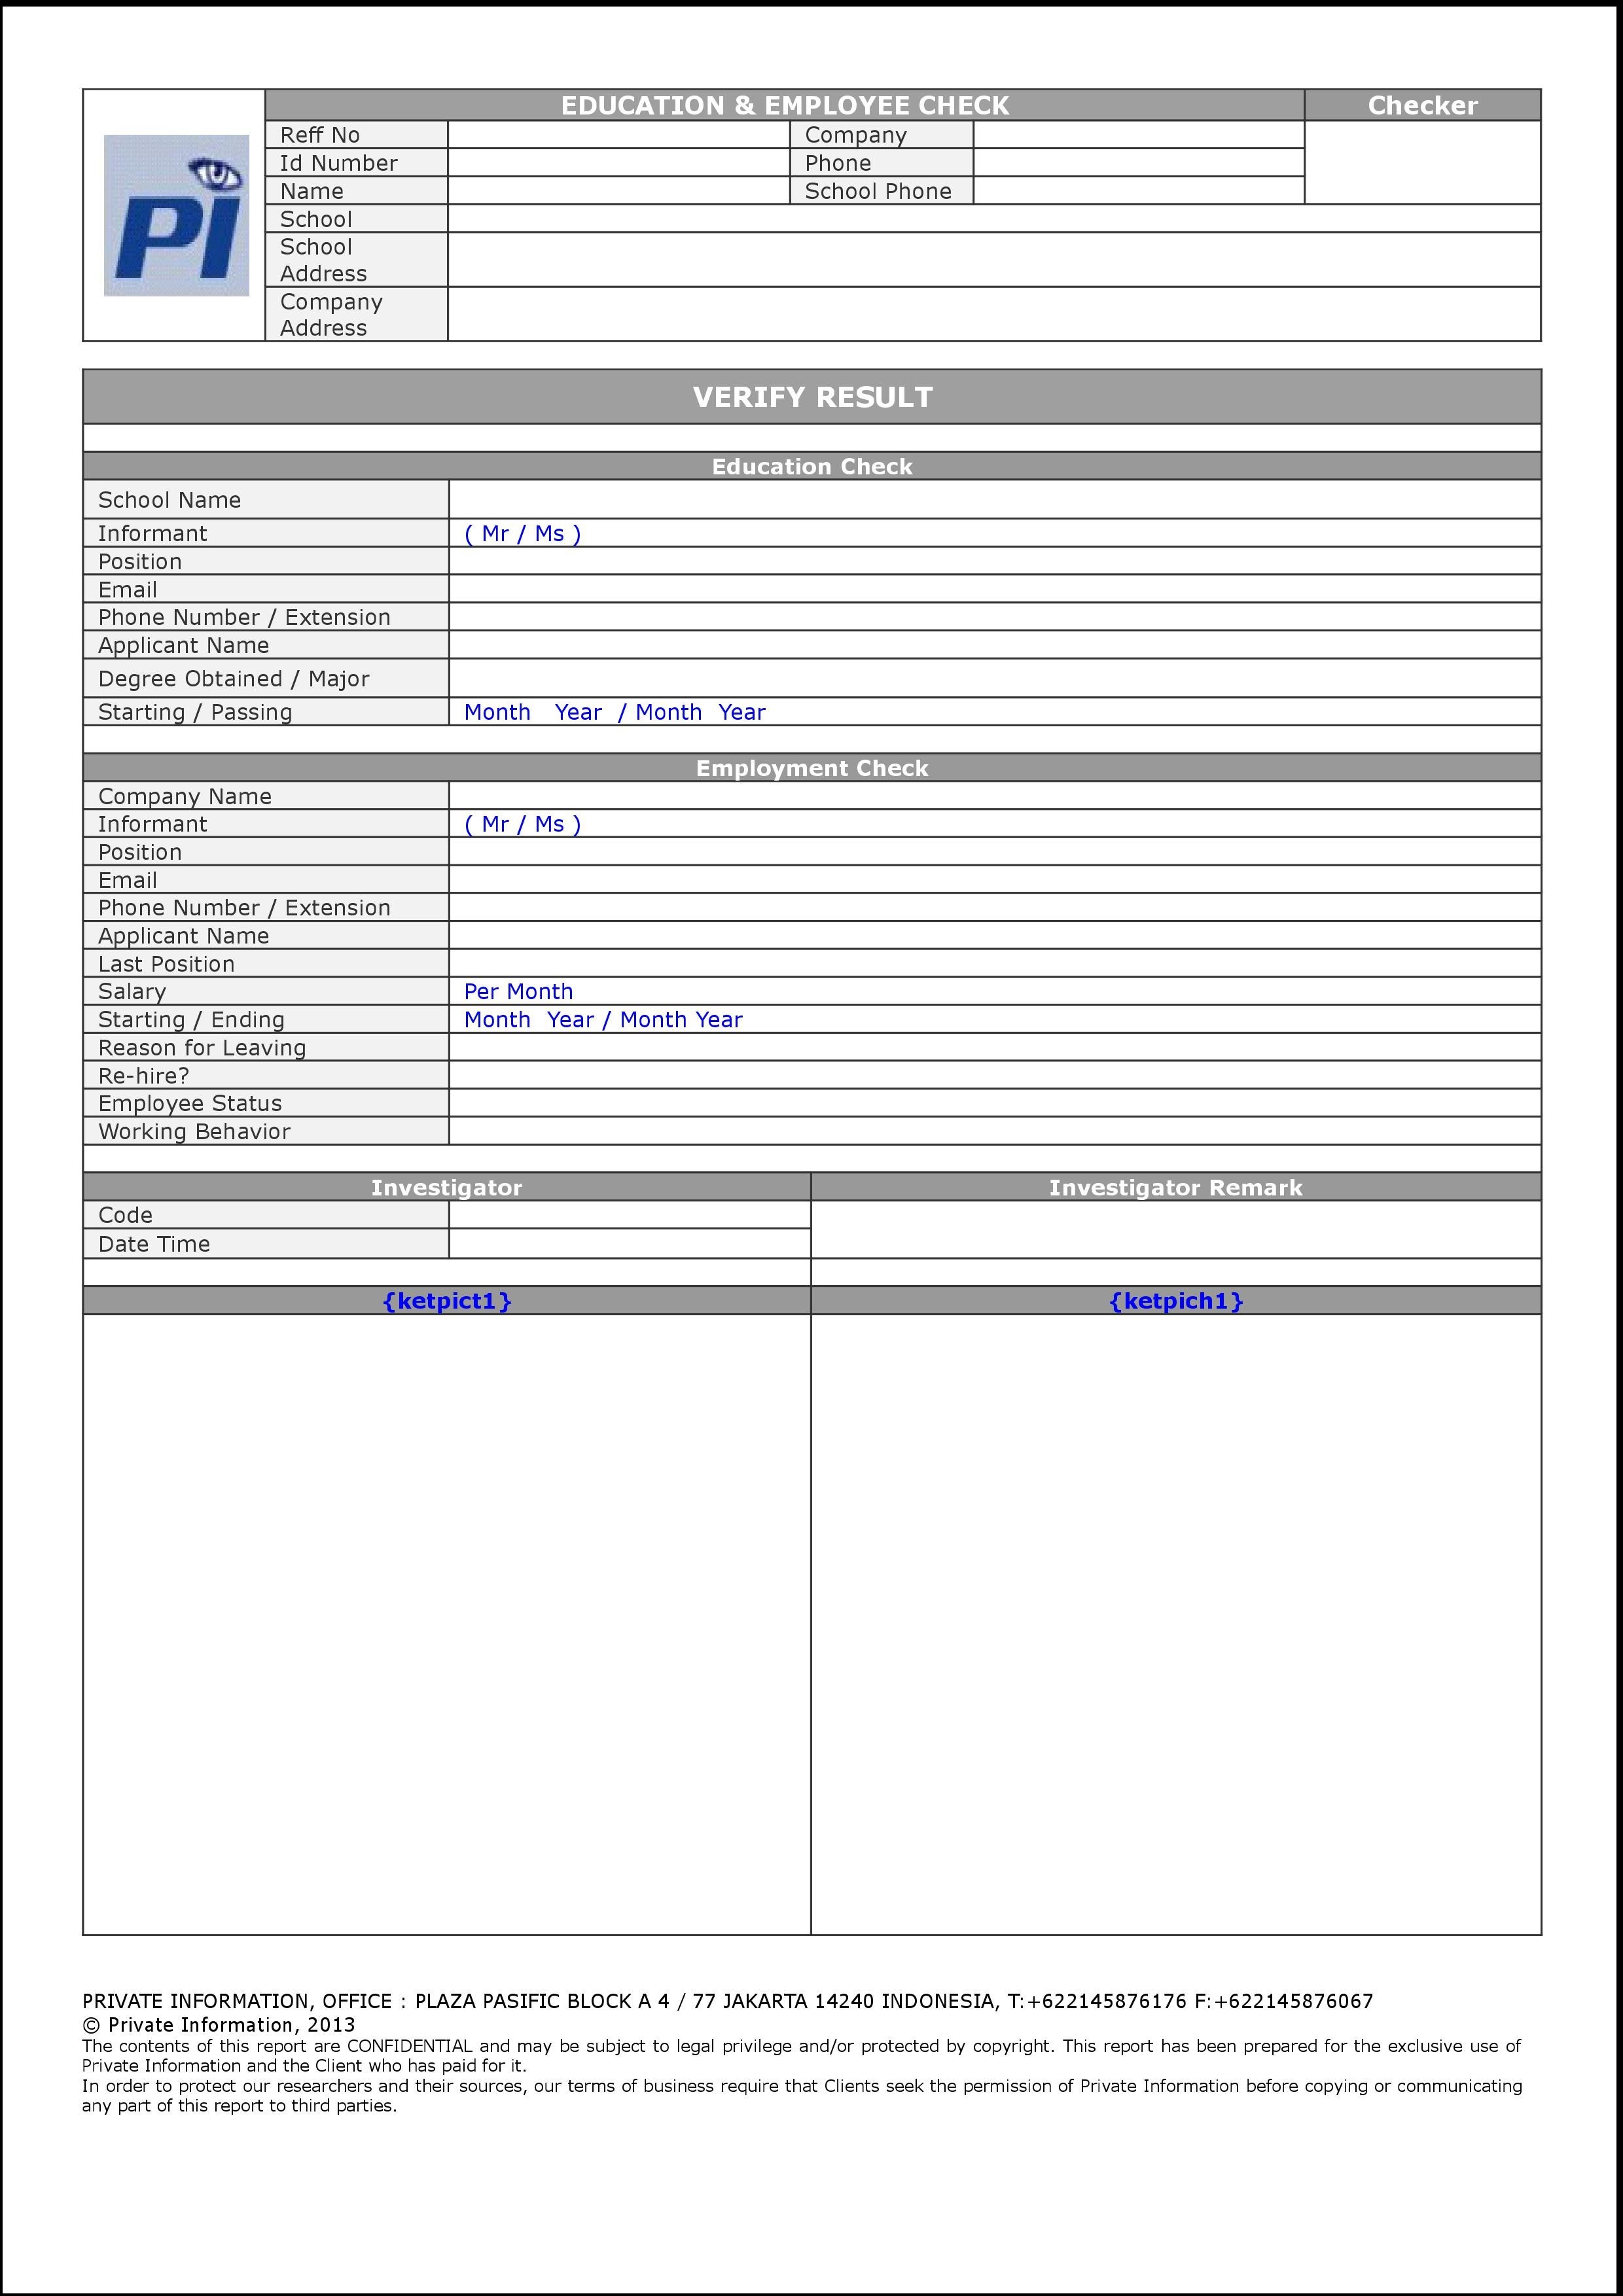 EDUCATION & EMPLOYEE CHECK Checker
PI
Reff No Company
Id Number Phone
Name School Phone
School
School
Address
Company
Address
VERIFY RESULT
Education Check
School Name
Informant ( Mr / Ms )
Position
Email
Phone Number / Extension
Applicant Name
Degree Obtained / Major
Starting / Passing Month Year / Month Year
Employment Check
Company Name
Informant ( Mr / Ms )
Position
Email
Phone Number / Extension
Applicant Name
Last Position
Salary Per Month
Starting / Ending Month Year / Month Year
Reason for Leaving
Re-hire?
Employee Status
Working Behavior
Investigator Investigator Remark
Code
Date Time
{ketpict1} {ketpich1}
PRIVATE INFORMATION, OFFICE : PLAZA PASIFIC BLOCK A 4 / 77 JAKARTA 14240 INDONESIA, T:+622145876176 F:+622145876067
© Private Information, 2013
The contents of this report are CONFIDENTIAL and may be subject to legal privilege and/or protected by copyright. This report has been prepared for the exclusive use of
Private Information and the Client who has paid for it.
In order to protect our researchers and their sources, our terms of business require that Clients seek the permission of Private Information before copying or communicating
any part of this report to third parties.